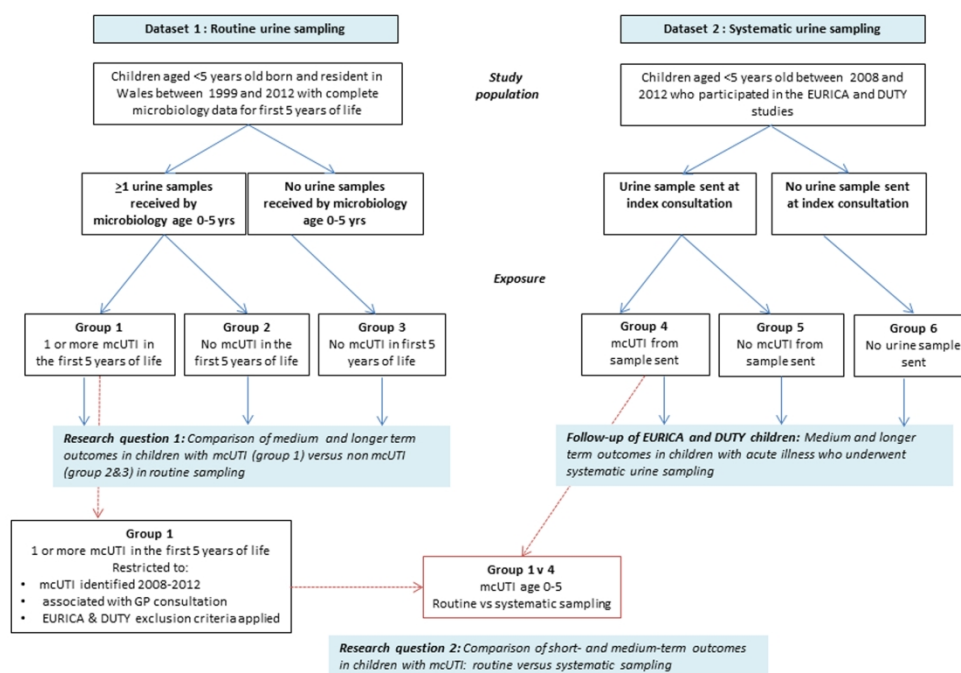 Dataset 1 : Routine urine sampling
Dataset 2 : Systematic urine sampling
Children aged <5 years old born and resident in
Wales between 1999 and 2012 with complete
microbiology data for first 5 years of life
Study
population
Children aged <5 years old between 2008 and
2012 who participated in the EURICA and DUTY
studies
≥1 urine samples
received by
microbiology age 0-5 yrs
No urine samples
received by microbiology
age 0-5 yrs
Urine sample sent at
index consultation
No urine sample sent
at index consultation
Exposure
Group 1
1 or more mcUTI in
the first 5 years of life
Group 2
No mcUTI in the
first 5 years of life
Group 3
No mcUTI in first 5
years of life
Group 4
mcUTI from
sample sent
Group 5
No mcUTI from
sample sent
Group 6
No urine sample
sent
Research question 1: Comparison of medium and longer term
outcomes in children with mcUTI (group 1) versus non mcUTI
(group 2&3) in routine sampling
Follow-up of EURICA and DUTY children: Medium and longer
term outcomes in children with acute illness who underwent
systematic urine sampling
Group 1
1 or more mcUTI in the first 5 years of life
Restricted to:
• mcUTI identified 2008-2012
• associated with GP consultation
• EURICA & DUTY exclusion criteria applied
Group 1 v 4
mcUTI age 0-5
Routine vs systematic sampling
Research question 2: Comparison of short- and medium-term outcomes
in children with mcUTI: routine versus systematic sampling